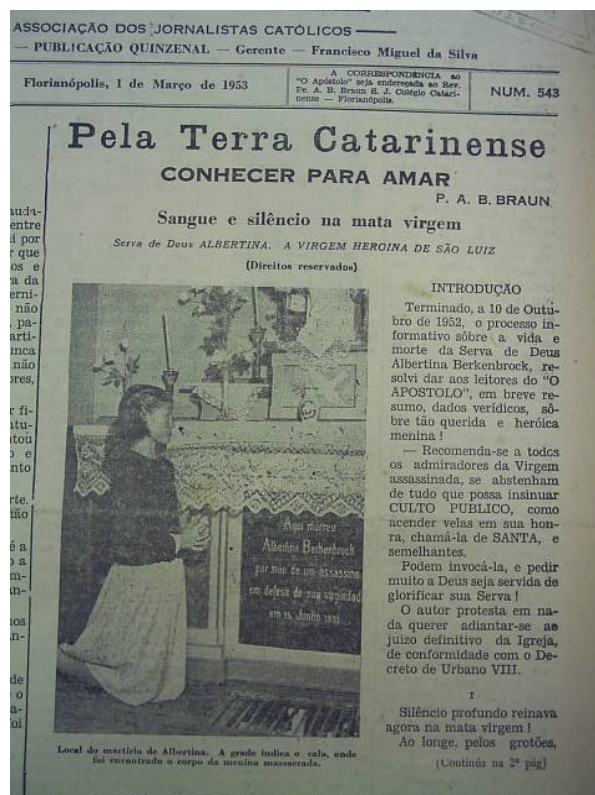 ASSOCIAÇÃO DOS JORNALISTAS CATÓLICOS
— PUBLICAÇÃO QUINZENAL — Gerente — Francisco Miguel da Silva
Florianópolis, 1 de Março de 1953
A CORRESPONDÊNCIA ao
"O Apóstolo" seja endereçada ao Rev.
Pe. A. B. Braun S. J. Colégio Catari-
nense — Florianópolis.
NUM. 543
Pela Terra Catarinense
CONHECER PARA AMAR
P. A. B. BRAUN
Sangue e silêncio na mata virgem
Serva de Deus ALBERTINA. A VIRGEM HEROINA DE SÃO LUIZ
(Direitos reservados)
Aqui morreu
Albertina Berkenbrock
por mão de um assassino
em defesa de sua virgindad
em 15 Junho 1931
Local do martírio de Albertina. A grade indica o calo, onde
foi encontrado o corpo da menina massacrada.
INTRODUÇÃO
Terminado, a 10 de Outú-
bro de 1952, o processo in-
formativo sôbre a vida e
morte da Serva de Deus
Albertina Berkenbrock, re-
solvi dar aos leitores do "O
APOSTOLO", em breve re-
sumo, dados verídicos, sô-
bre tão querida e heróica
menina !
— Recomenda-se a todos
os admiradores da Virgem
assassinada, se abstenham
de tudo que possa insinuar
CULTO PUBLICO, como
acender velas em sua hon-
ra, chamá-la de SANTA, e
semelhantes.
Podem invocá-la, e pedir
muito a Deus seja servida de
glorificar sua Serva !
O autor protesta em na-
da querer adiantar-se ao
juizo definitivo da Igreja,
de conformidade com o De-
creto de Urbano VIII.
I
Silêncio profundo reinava
agora na mata virgem !
Ao longe, pelos grotões,
(Continúa na 2ª pág)